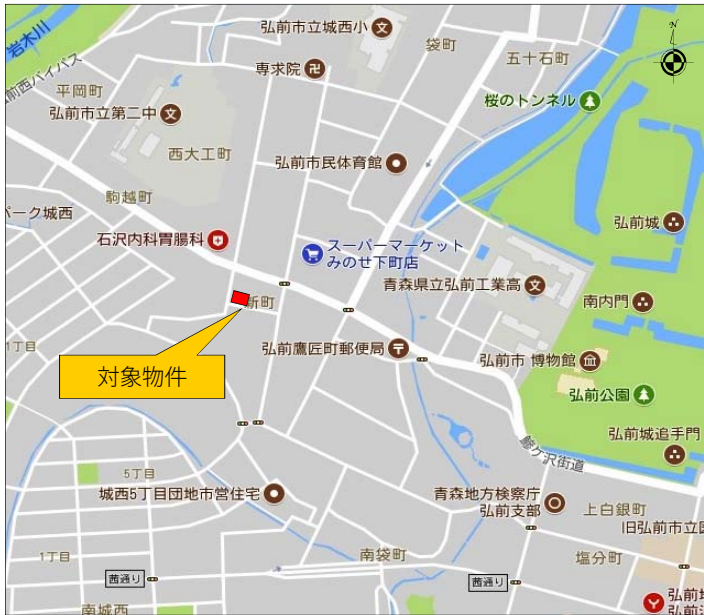 岩木川
弘前市立城西小
袋町
五十石町
N
専求院
弘前西バイパス
平岡町
弘前市立第二中
桜のトンネル
西大工町
弘前市民体育館
駒越町
パーク城西
石沢内科胃腸科
スーパーマーケット
みのせ下町店
弘前城
青森県立弘前工業高
南内門
新町
1丁目
対象物件
弘前鷹匠町郵便局
弘前市 博物館
弘前公園
弘前城追手門
鰺ケ沢街道
5丁目
城西5丁目団地市営住宅
青森地方検察庁
弘前支部
上白銀町
旧弘前市立図
1丁目
南袋町
塩分町
茜通り
茜通り
南城西